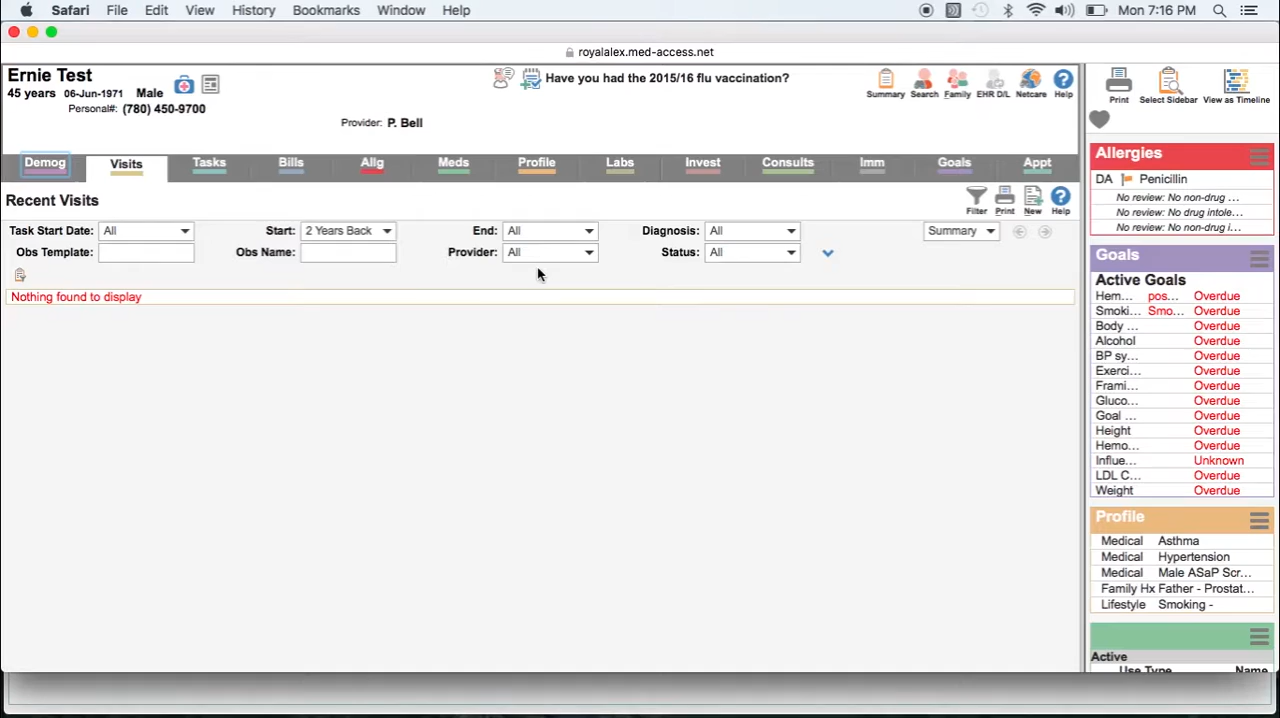 Safari File Edit View History Bookmarks Window Help Mon 7:16 PM
royalalex.med-access.net
Ernie Test
45 years 06-Jun-1971 Male
Personal#: (780) 450-9700
Have you had the 2015/16 flu vaccination?
Provider: P. Bell
Summary Search Family EHR D/L Netcare Help
Print Select Sidebar View as Timeline
Demog Visits Tasks Bills Allg Meds Profile Labs Invest Consults Imm Goals Appt
Recent Visits
Filter Print New Help
Task Start Date: All Start: 2 Years Back End: All Diagnosis: All Summary
Obs Template: Obs Name: Provider: All Status: All
Nothing found to display
Allergies
DA Penicillin
No review: No non-drug ...
No review: No drug intole...
No review: No non-drug i...
Goals
Active Goals
Hem... pos... Overdue
Smoki... Smo... Overdue
Body ... Overdue
Alcohol Overdue
BP sy... Overdue
Exerci... Overdue
Frami... Overdue
Gluco... Overdue
Goal ... Overdue
Height Overdue
Hemo... Overdue
Influe... Unknown
LDL C... Overdue
Weight Overdue
Profile
Medical Asthma
Medical Hypertension
Medical Male ASaP Scr...
Family Hx Father - Prostat...
Lifestyle Smoking -
Active
Use Type Name